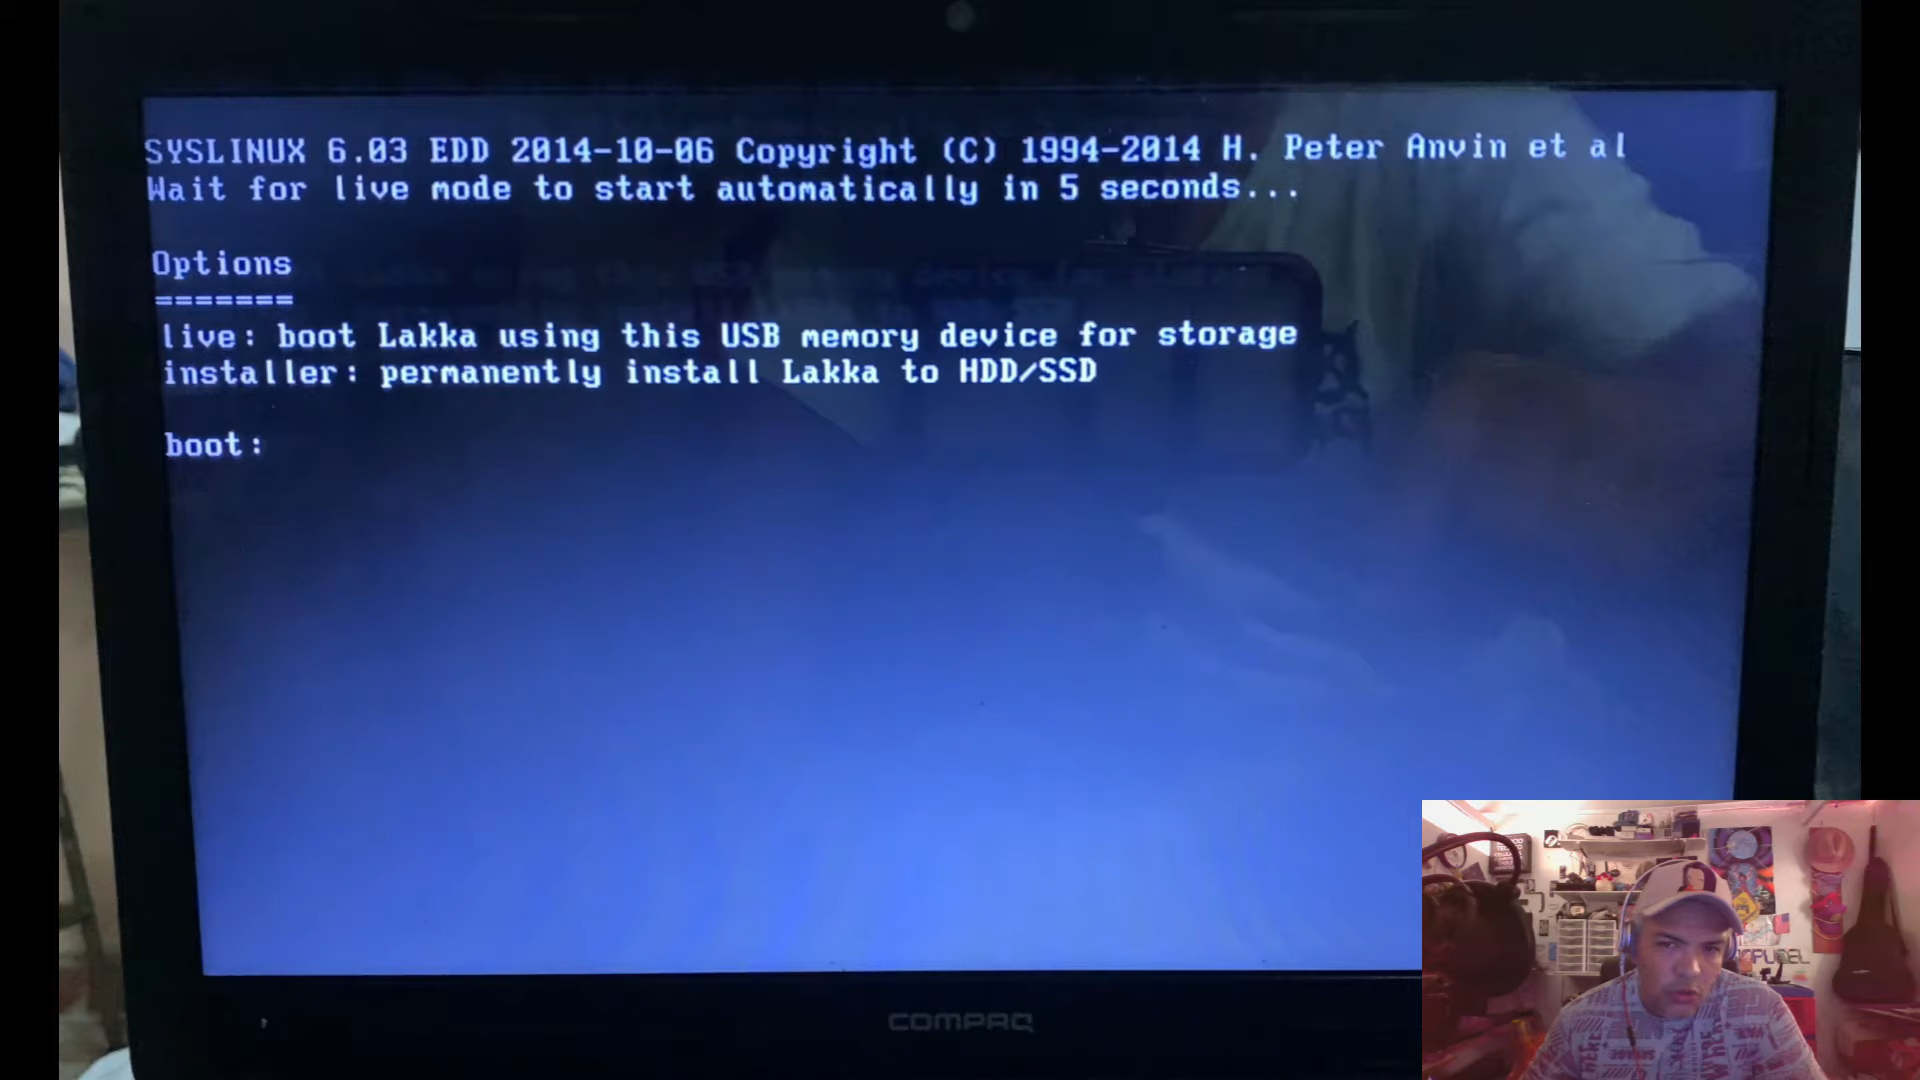 SYSLINUX 6.03 EDD 2014-10-06 Copyright (C) 1994-2014 H. Peter Anvin et al
Wait for live mode to start automatically in 5 seconds...
Options
=======
live: boot Lakka using this USB memory device for storage
installer: permanently install Lakka to HDD/SSD
boot:
COMPAQ